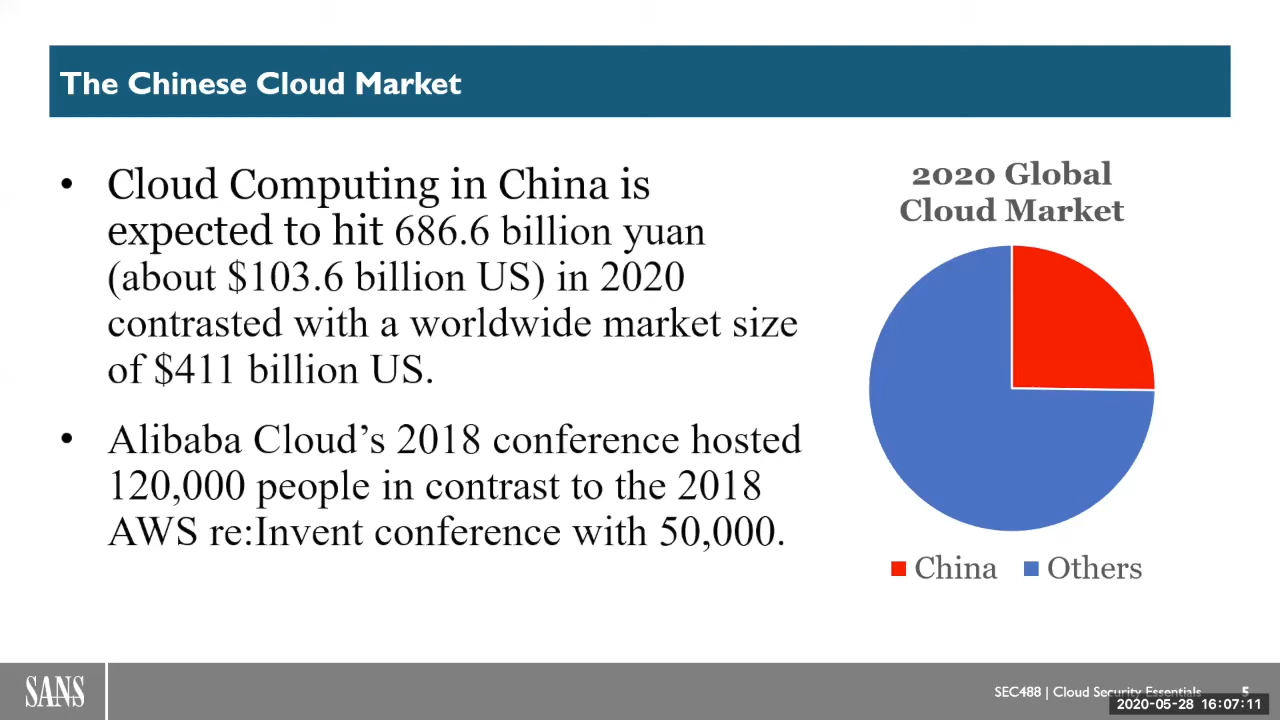 The Chinese Cloud Market
• Cloud Computing in China is
expected to hit 686.6 billion yuan
(about $103.6 billion US) in 2020
contrasted with a worldwide market size
of $411 billion US.
• Alibaba Cloud’s 2018 conference hosted
120,000 people in contrast to the 2018
AWS re:Invent conference with 50,000.
2020 Global
Cloud Market
China Others
SANS
SEC488 | Cloud Security Essentials 5
2020-05-28 16:07:11